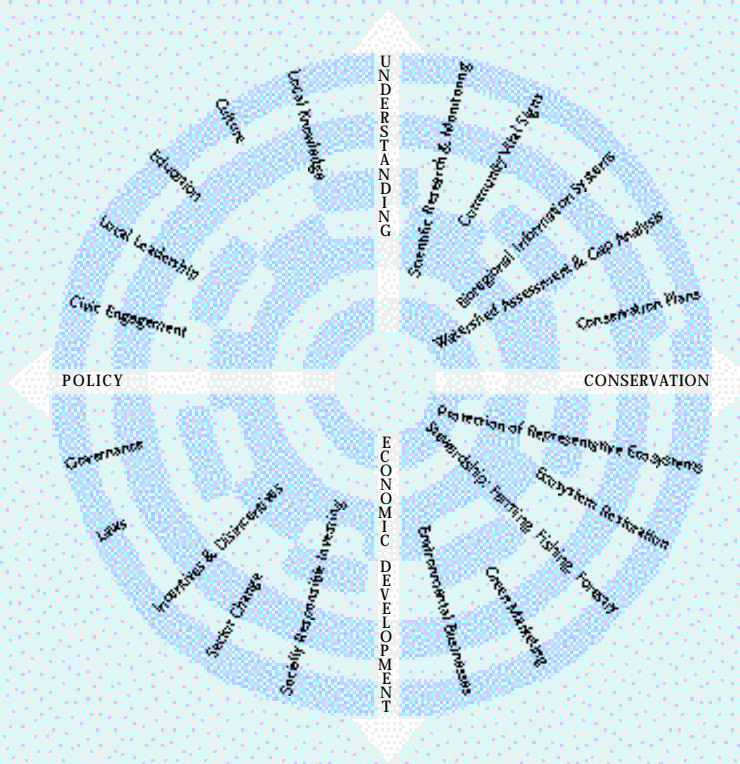 UNDERSTANDING
Scientific Research & Monitoring
Community Vital Signs
Bioregional Information Systems
Watershed Assessment & Gap Analysis
Conservation Plans
CONSERVATION
Protection of Representative Ecosystems
Ecosystem Restoration
Stewardship: Farming, Fishing, Forestry
Green Marketing
Environmental Businesses
ECONOMIC DEVELOPMENT
Socially Responsible Investing
Sector Change
Incentives & Disincentives
Laws
Governance
POLICY
Civic Engagement
Local Leadership
Education
Culture
Local Knowledge